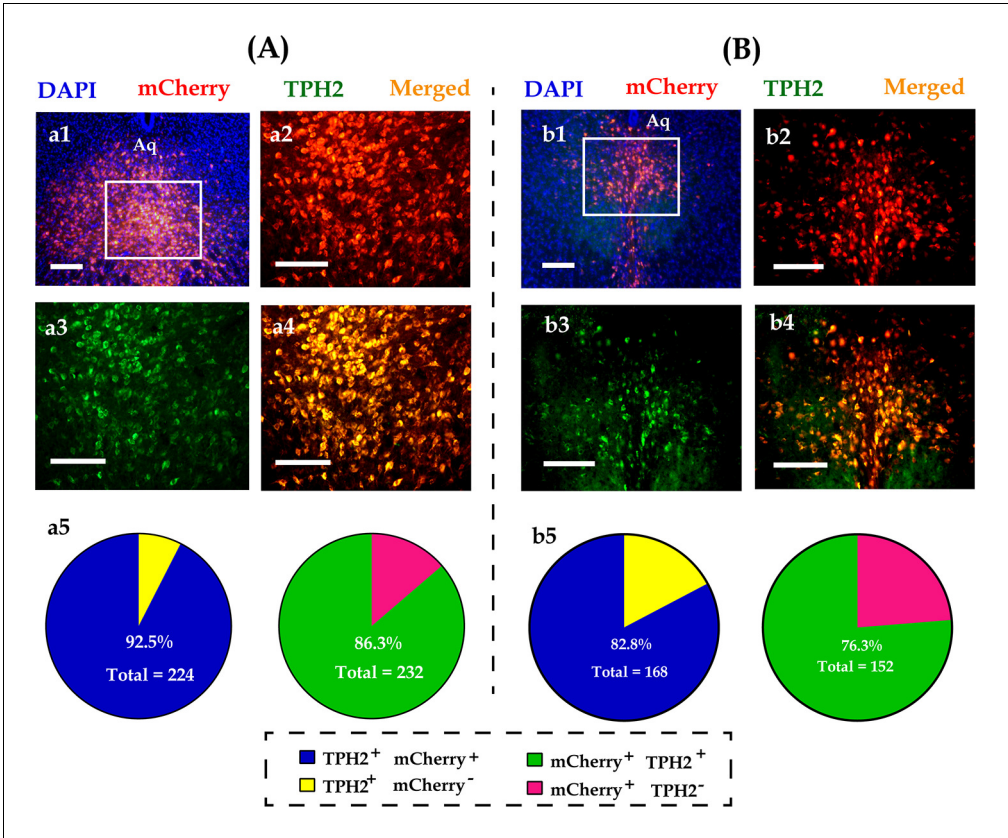 (A)
(B)
DAPI mCherry TPH2 Merged
DAPI mCherry TPH2 Merged
a1
Aq
a2
b1
Aq
b2
a3
a4
b3
b4
a5
92.5%
Total = 224
86.3%
Total = 232
b5
82.8%
Total = 168
76.3%
Total = 152
TPH2⁺ mCherry⁺
mCherry⁺ TPH2⁺
TPH2⁺ mCherry⁻
mCherry⁺ TPH2⁻